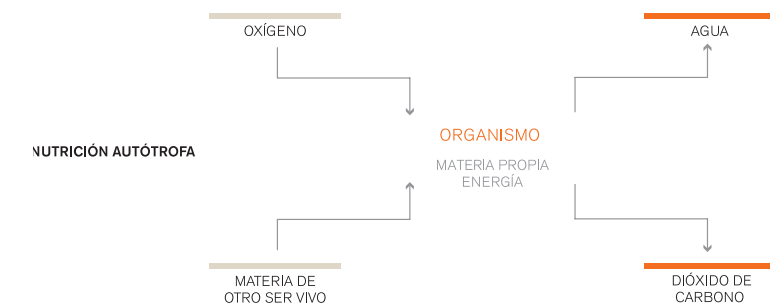 OXÍGENO
AGUA
ORGANISMO
NUTRICIÓN AUTÓTROFA
MATERIA PROPIA
ENERGÍA
MATERIA DE
OTRO SER VIVO
DIÓXIDO DE
CARBONO